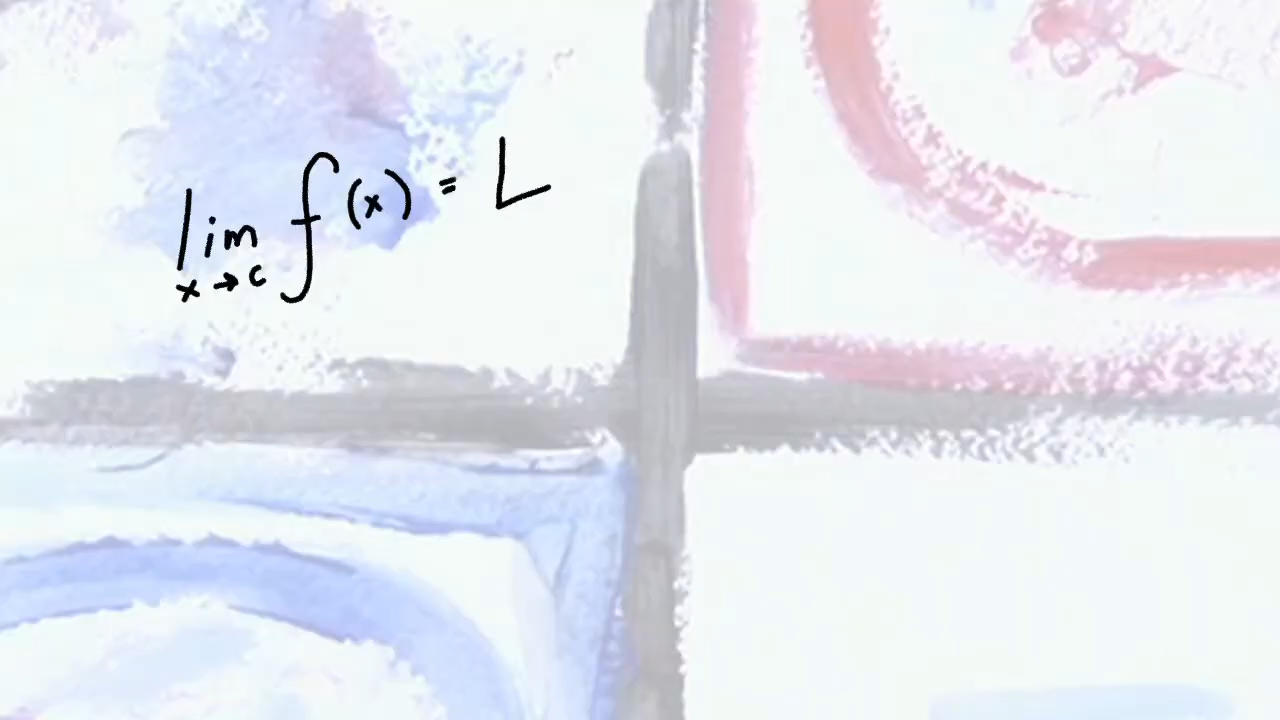 lim f(x) = L
x → c